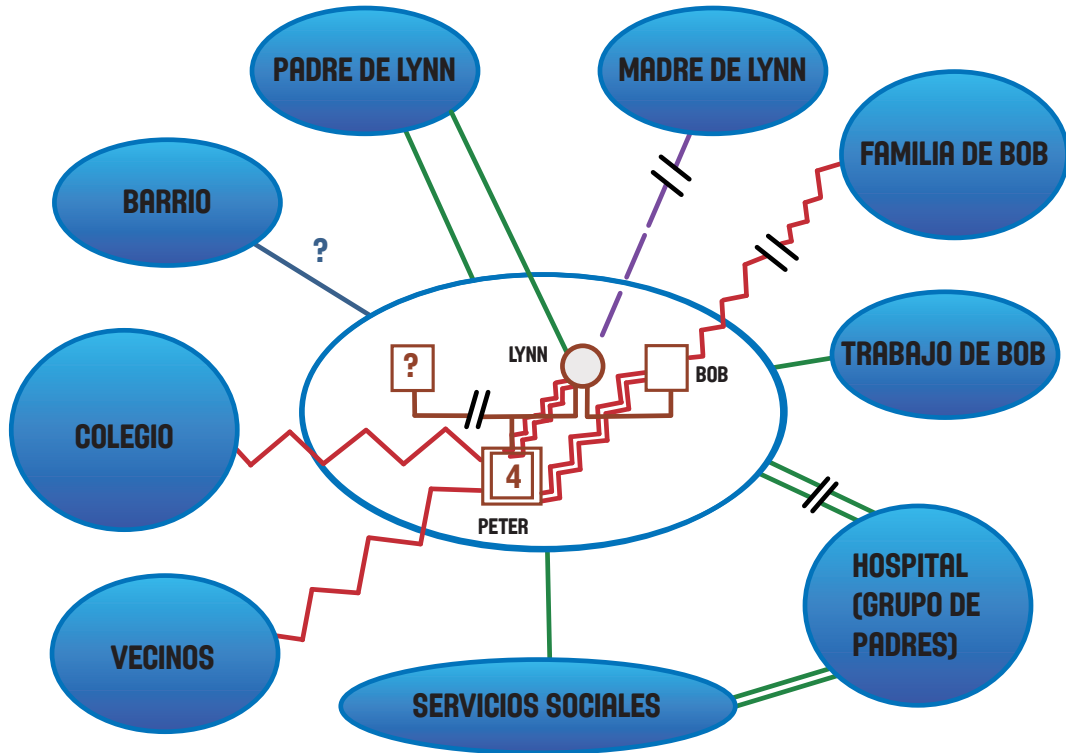 PADRE DE LYNN
MADRE DE LYNN
FAMILIA DE BOB
BARRIO
?
TRABAJO DE BOB
LYNN
?
BOB
COLEGIO
4
PETER
HOSPITAL
(GRUPO DE
PADRES)
VECINOS
SERVICIOS SOCIALES